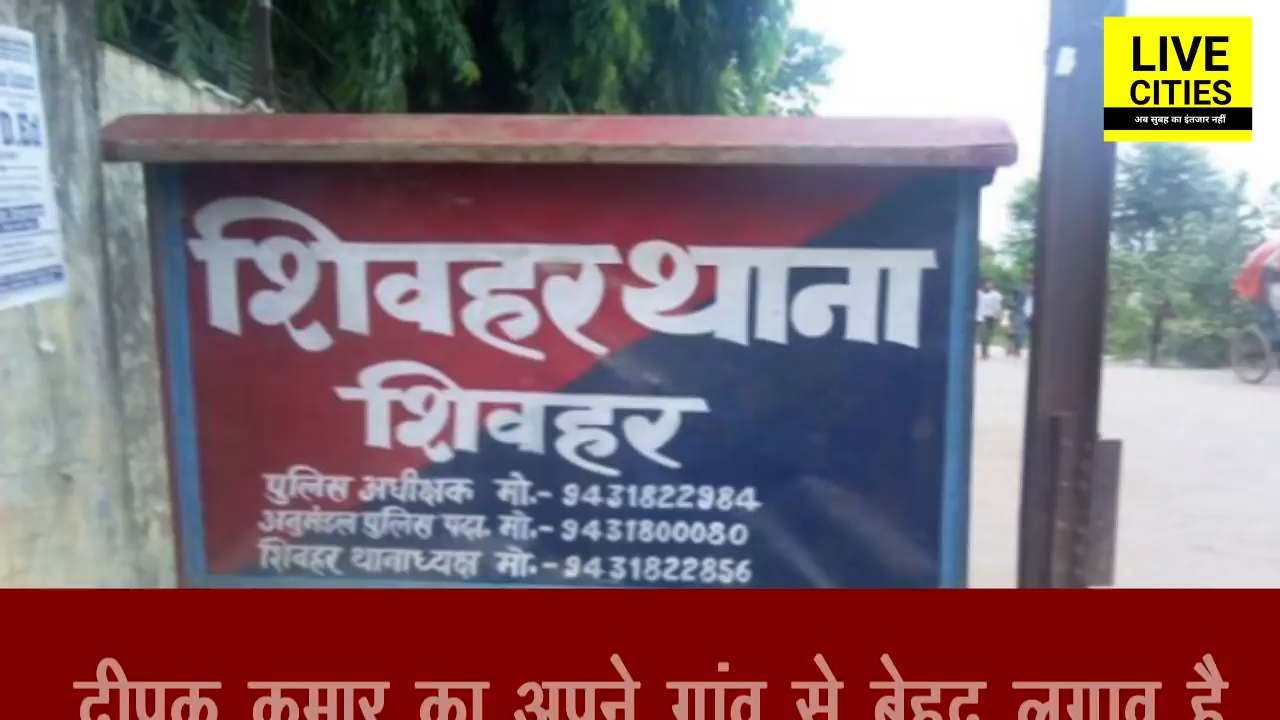 LIVE
CITIES
अब सुबह का इंतजार नहीं
D.Ed
शिवहर थाना
शिवहर
पुलिस अधीक्षक मो.- 9431822984
अनुमंडल पुलिस पदा. मो.- 9431800080
शिवहर थानाध्यक्ष मो.- 9431822856
दीपक कुमार का अपने गांव से बेहद लगाव है